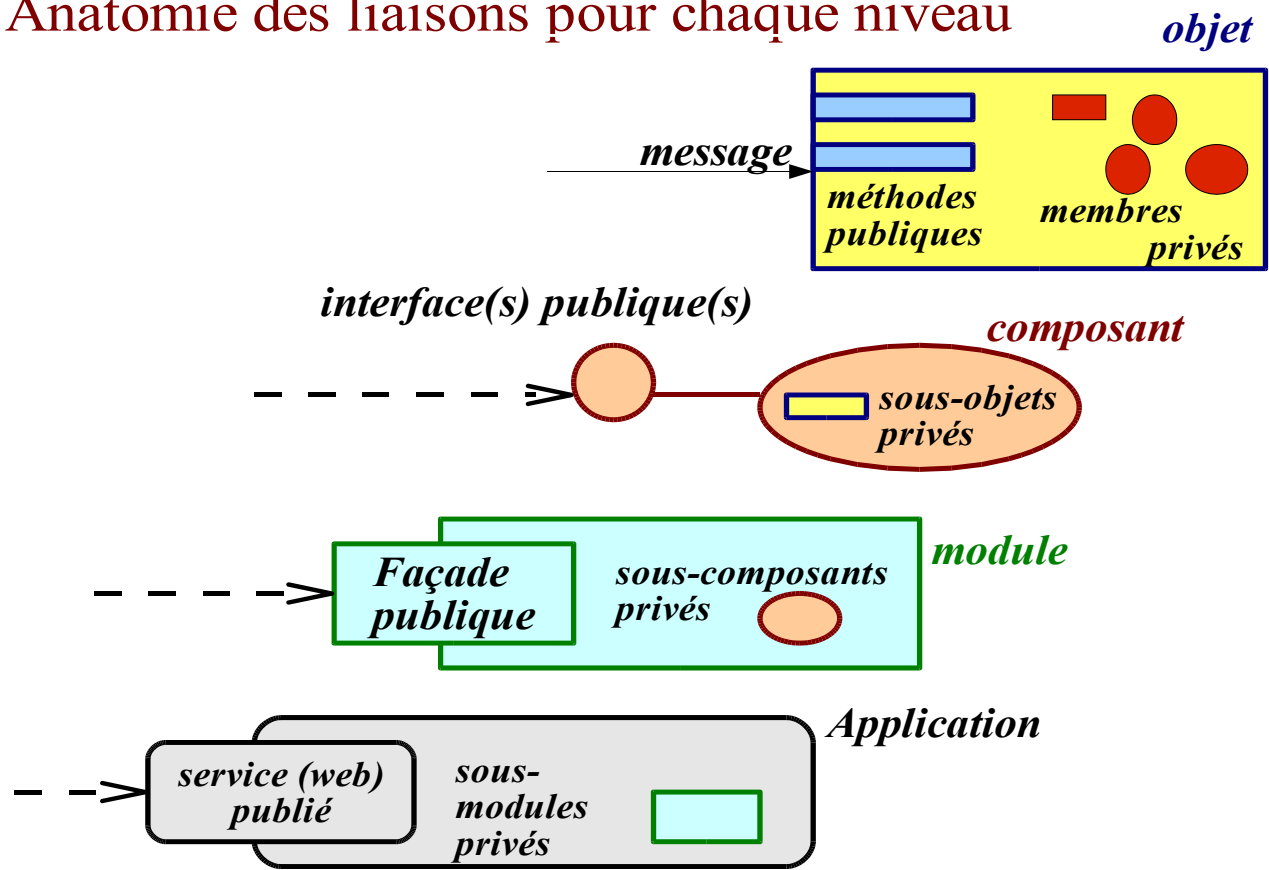 Anatomie des liaisons pour chaque niveau
objet
message
méthodes
publiques
membres
privés
interface(s) publique(s)
composant
sous-objets
privés
Façade
publique
sous-composants
privés
module
Application
service (web)
publié
sous-
modules
privés